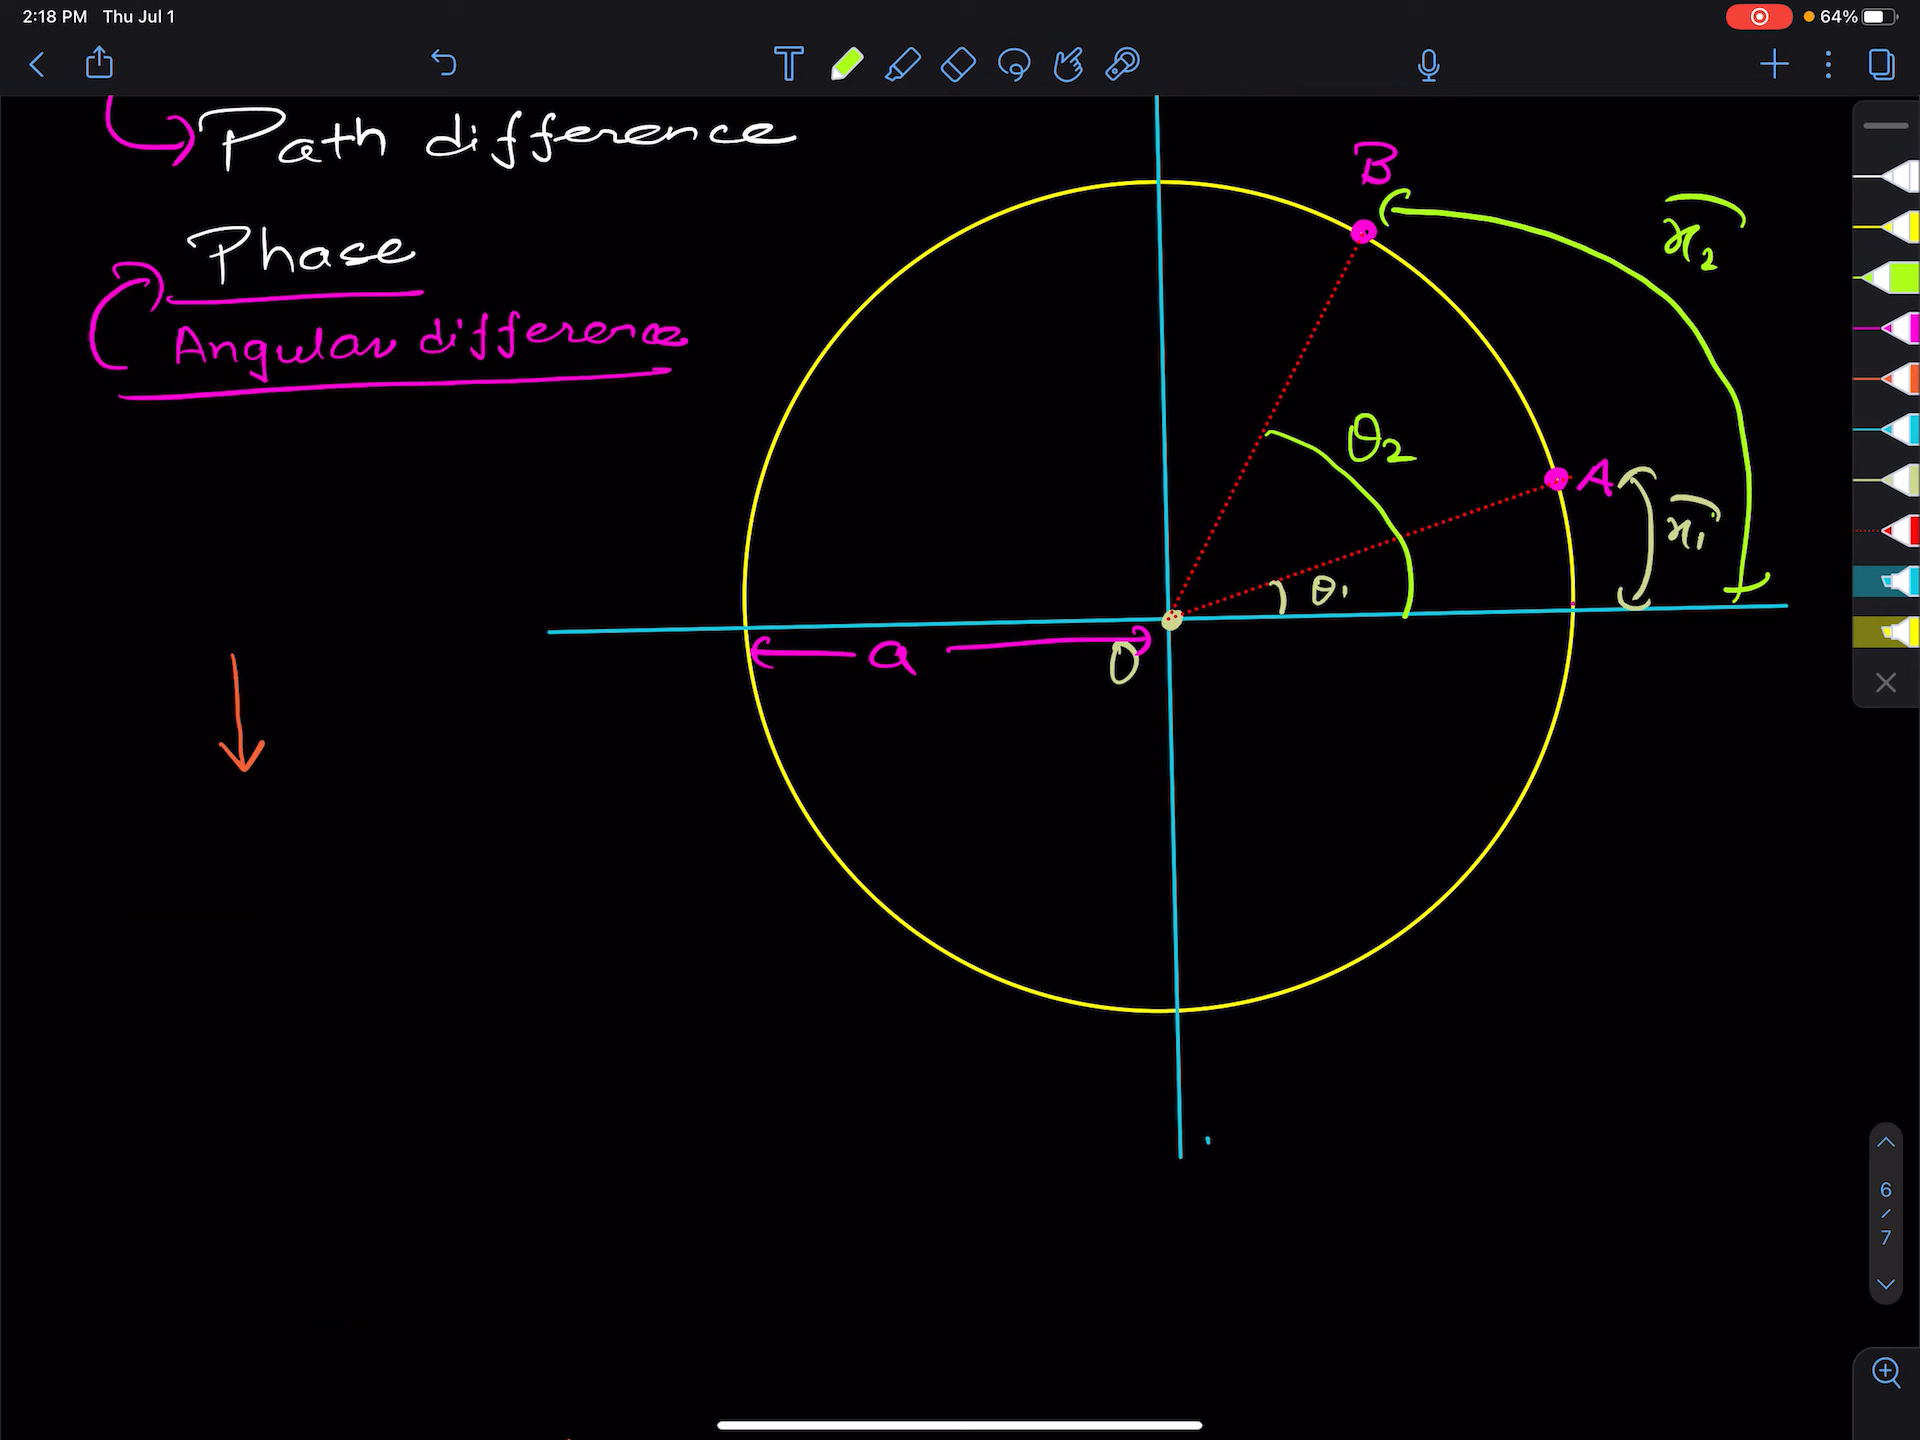 2:18 PM Thu Jul 1
64%
T
Path difference
Phase
Angular difference
B
x₂
θ₂
A
x₁
θ₁
a
O
6
/
7